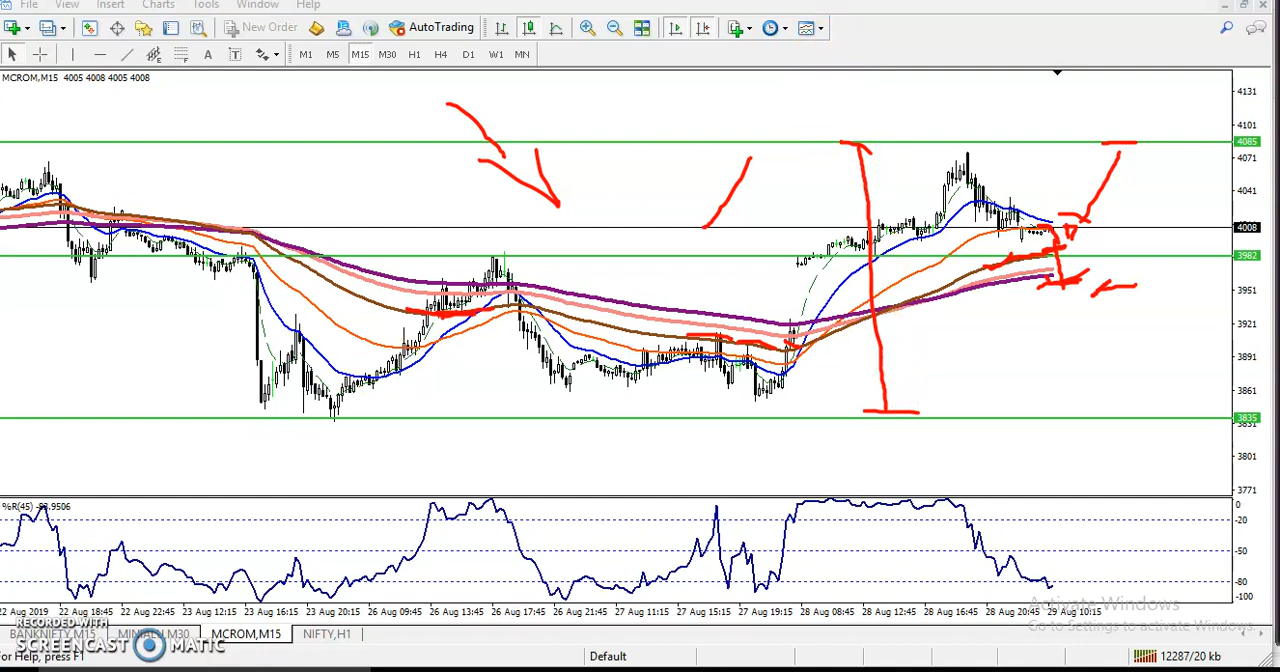 File View Insert Charts Tools Window Help
New Order AutoTrading
A T M1 M5 M15 M30 H1 H4 D1 W1 MN
MCROM,M15 4005 4008 4005 4008
4131
4101
4085
4071
4041
4008
3982
3951
3921
3891
3861
3835
3831
3801
3771
%R(45)
0
-20
-50
-80
-100
22 Aug 2019 22 Aug 18:45 22 Aug 22:45 23 Aug 12:15 23 Aug 16:15 23 Aug 20:15 26 Aug 09:45 26 Aug 13:45 26 Aug 17:45 26 Aug 21:45 27 Aug 11:15 27 Aug 15:15 27 Aug 19:15 28 Aug 08:45 28 Aug 12:45 28 Aug 16:45 28 Aug 20:45 29 Aug 10:15
Activate Windows
Go to Settings to activate Windows.
BANKNIFTY,M15 MCROM,M15 NIFTY,H1
RECORDED WITH
SCREENCAST MATIC
For Help, press F1 Default 12287/20 kb